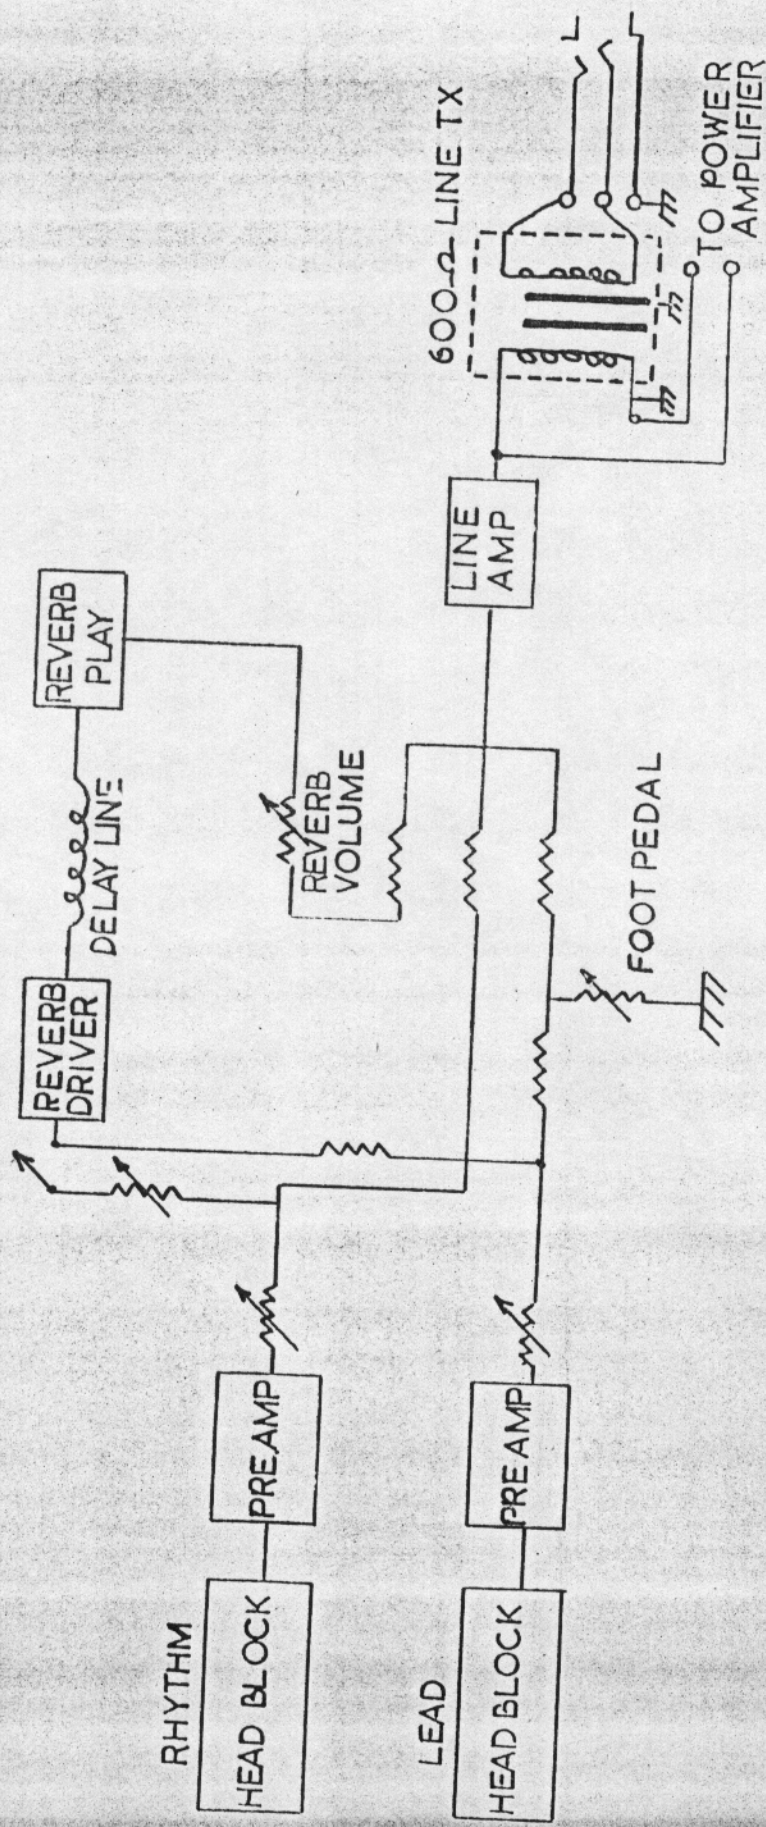 RHYTHM
HEAD BLOCK
PREAMP
LEAD
HEAD BLOCK
PREAMP
REVERB
DRIVER
DELAY LINE
REVERB
PLAY
REVERB
VOLUME
FOOT PEDAL
LINE
AMP
600Ω LINE TX
TO POWER
AMPLIFIER